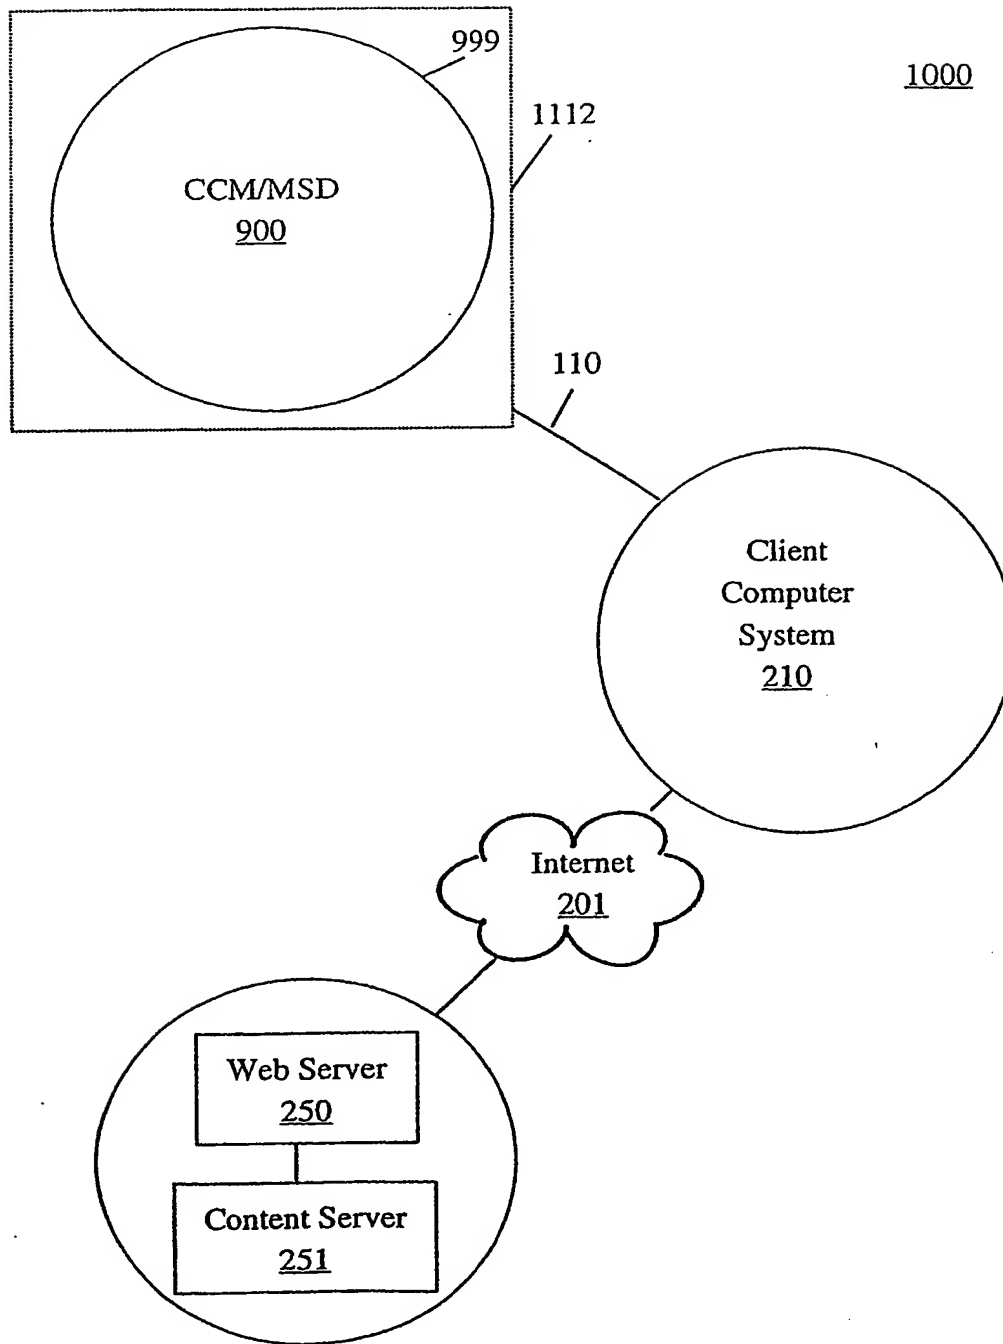 999
1000
1112
CCM/MSD
900
110
Client
Computer
System
210
Internet
201
Web Server
250
Content Server
251